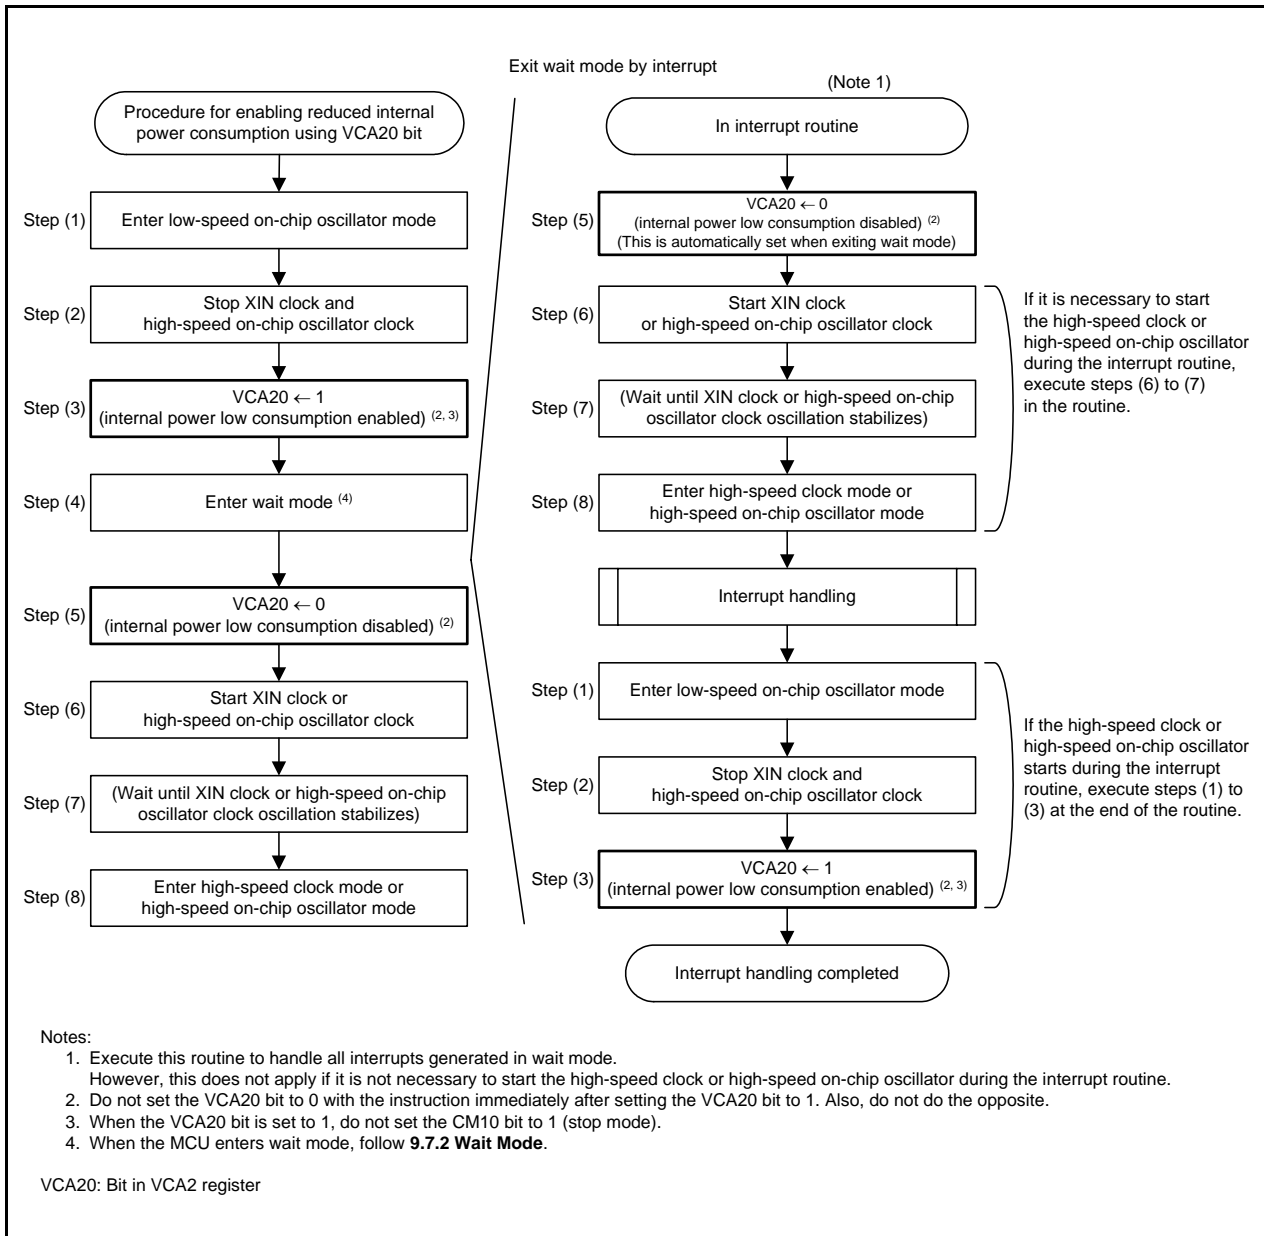 Exit wait mode by interrupt
(Note 1)
Procedure for enabling reduced internal
power consumption using VCA20 bit
Step (1)
Enter low-speed on-chip oscillator mode
Step (2)
Stop XIN clock and
high-speed on-chip oscillator clock
Step (3)
VCA20 ← 1
(internal power low consumption enabled) (2, 3)
Step (4)
Enter wait mode (4)
Step (5)
VCA20 ← 0
(internal power low consumption disabled) (2)
Step (6)
Start XIN clock or
high-speed on-chip oscillator clock
Step (7)
(Wait until XIN clock or high-speed on-chip
oscillator clock oscillation stabilizes)
Step (8)
Enter high-speed clock mode or
high-speed on-chip oscillator mode
In interrupt routine
Step (5)
VCA20 ← 0
(internal power low consumption disabled) (2)
(This is automatically set when exiting wait mode)
Step (6)
Start XIN clock
or high-speed on-chip oscillator clock
Step (7)
(Wait until XIN clock or high-speed on-chip
oscillator clock oscillation stabilizes)
Step (8)
Enter high-speed clock mode or
high-speed on-chip oscillator mode
If it is necessary to start
the high-speed clock or
high-speed on-chip oscillator
during the interrupt routine,
execute steps (6) to (7)
in the routine.
Interrupt handling
Step (1)
Enter low-speed on-chip oscillator mode
Step (2)
Stop XIN clock and
high-speed on-chip oscillator clock
Step (3)
VCA20 ← 1
(internal power low consumption enabled) (2, 3)
If the high-speed clock or
high-speed on-chip oscillator
starts during the interrupt
routine, execute steps (1) to
(3) at the end of the routine.
Interrupt handling completed
Notes:
1. Execute this routine to handle all interrupts generated in wait mode.
However, this does not apply if it is not necessary to start the high-speed clock or high-speed on-chip oscillator during the interrupt routine.
2. Do not set the VCA20 bit to 0 with the instruction immediately after setting the VCA20 bit to 1. Also, do not do the opposite.
3. When the VCA20 bit is set to 1, do not set the CM10 bit to 1 (stop mode).
4. When the MCU enters wait mode, follow 9.7.2 Wait Mode.
VCA20: Bit in VCA2 register